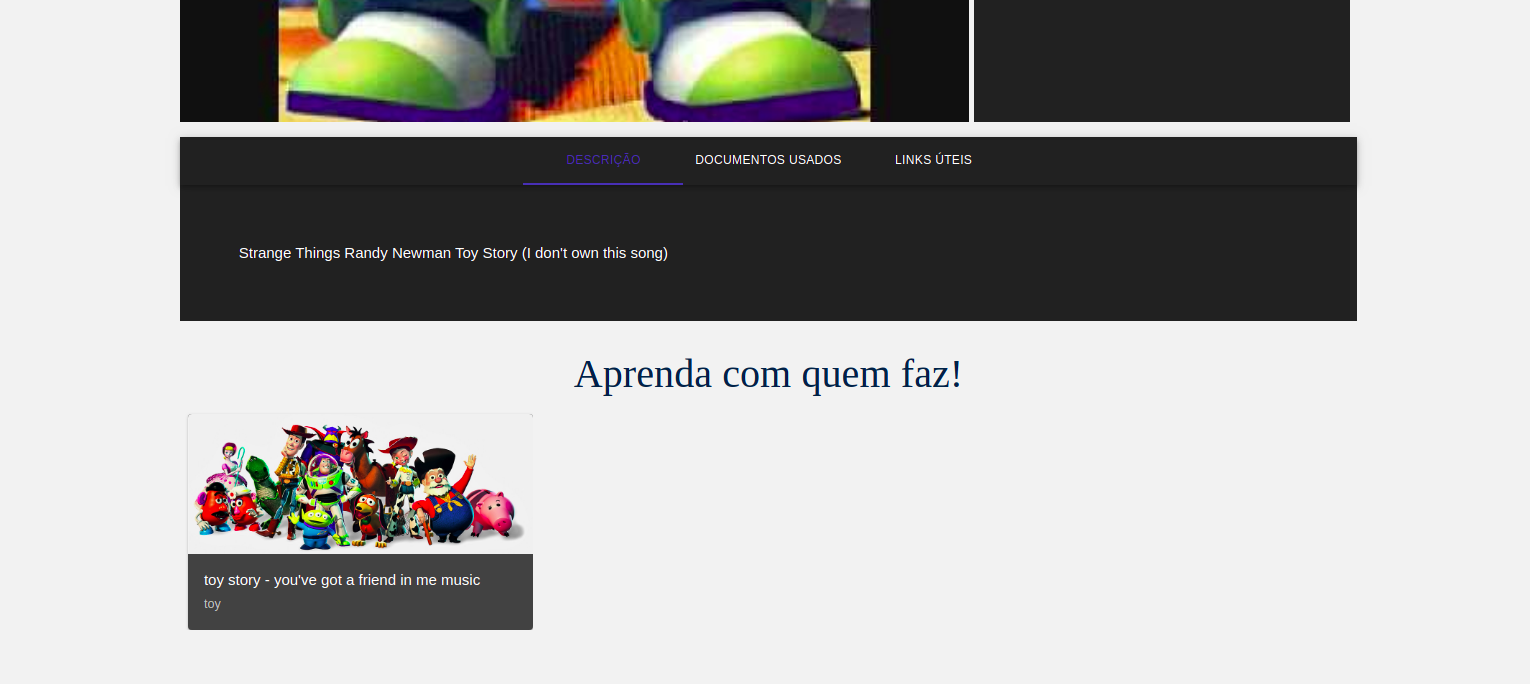 DESCRIÇÃO
DOCUMENTOS USADOS
LINKS ÚTEIS
Strange Things Randy Newman Toy Story (I don't own this song)
Aprenda com quem faz!
toy story - you've got a friend in me music
toy